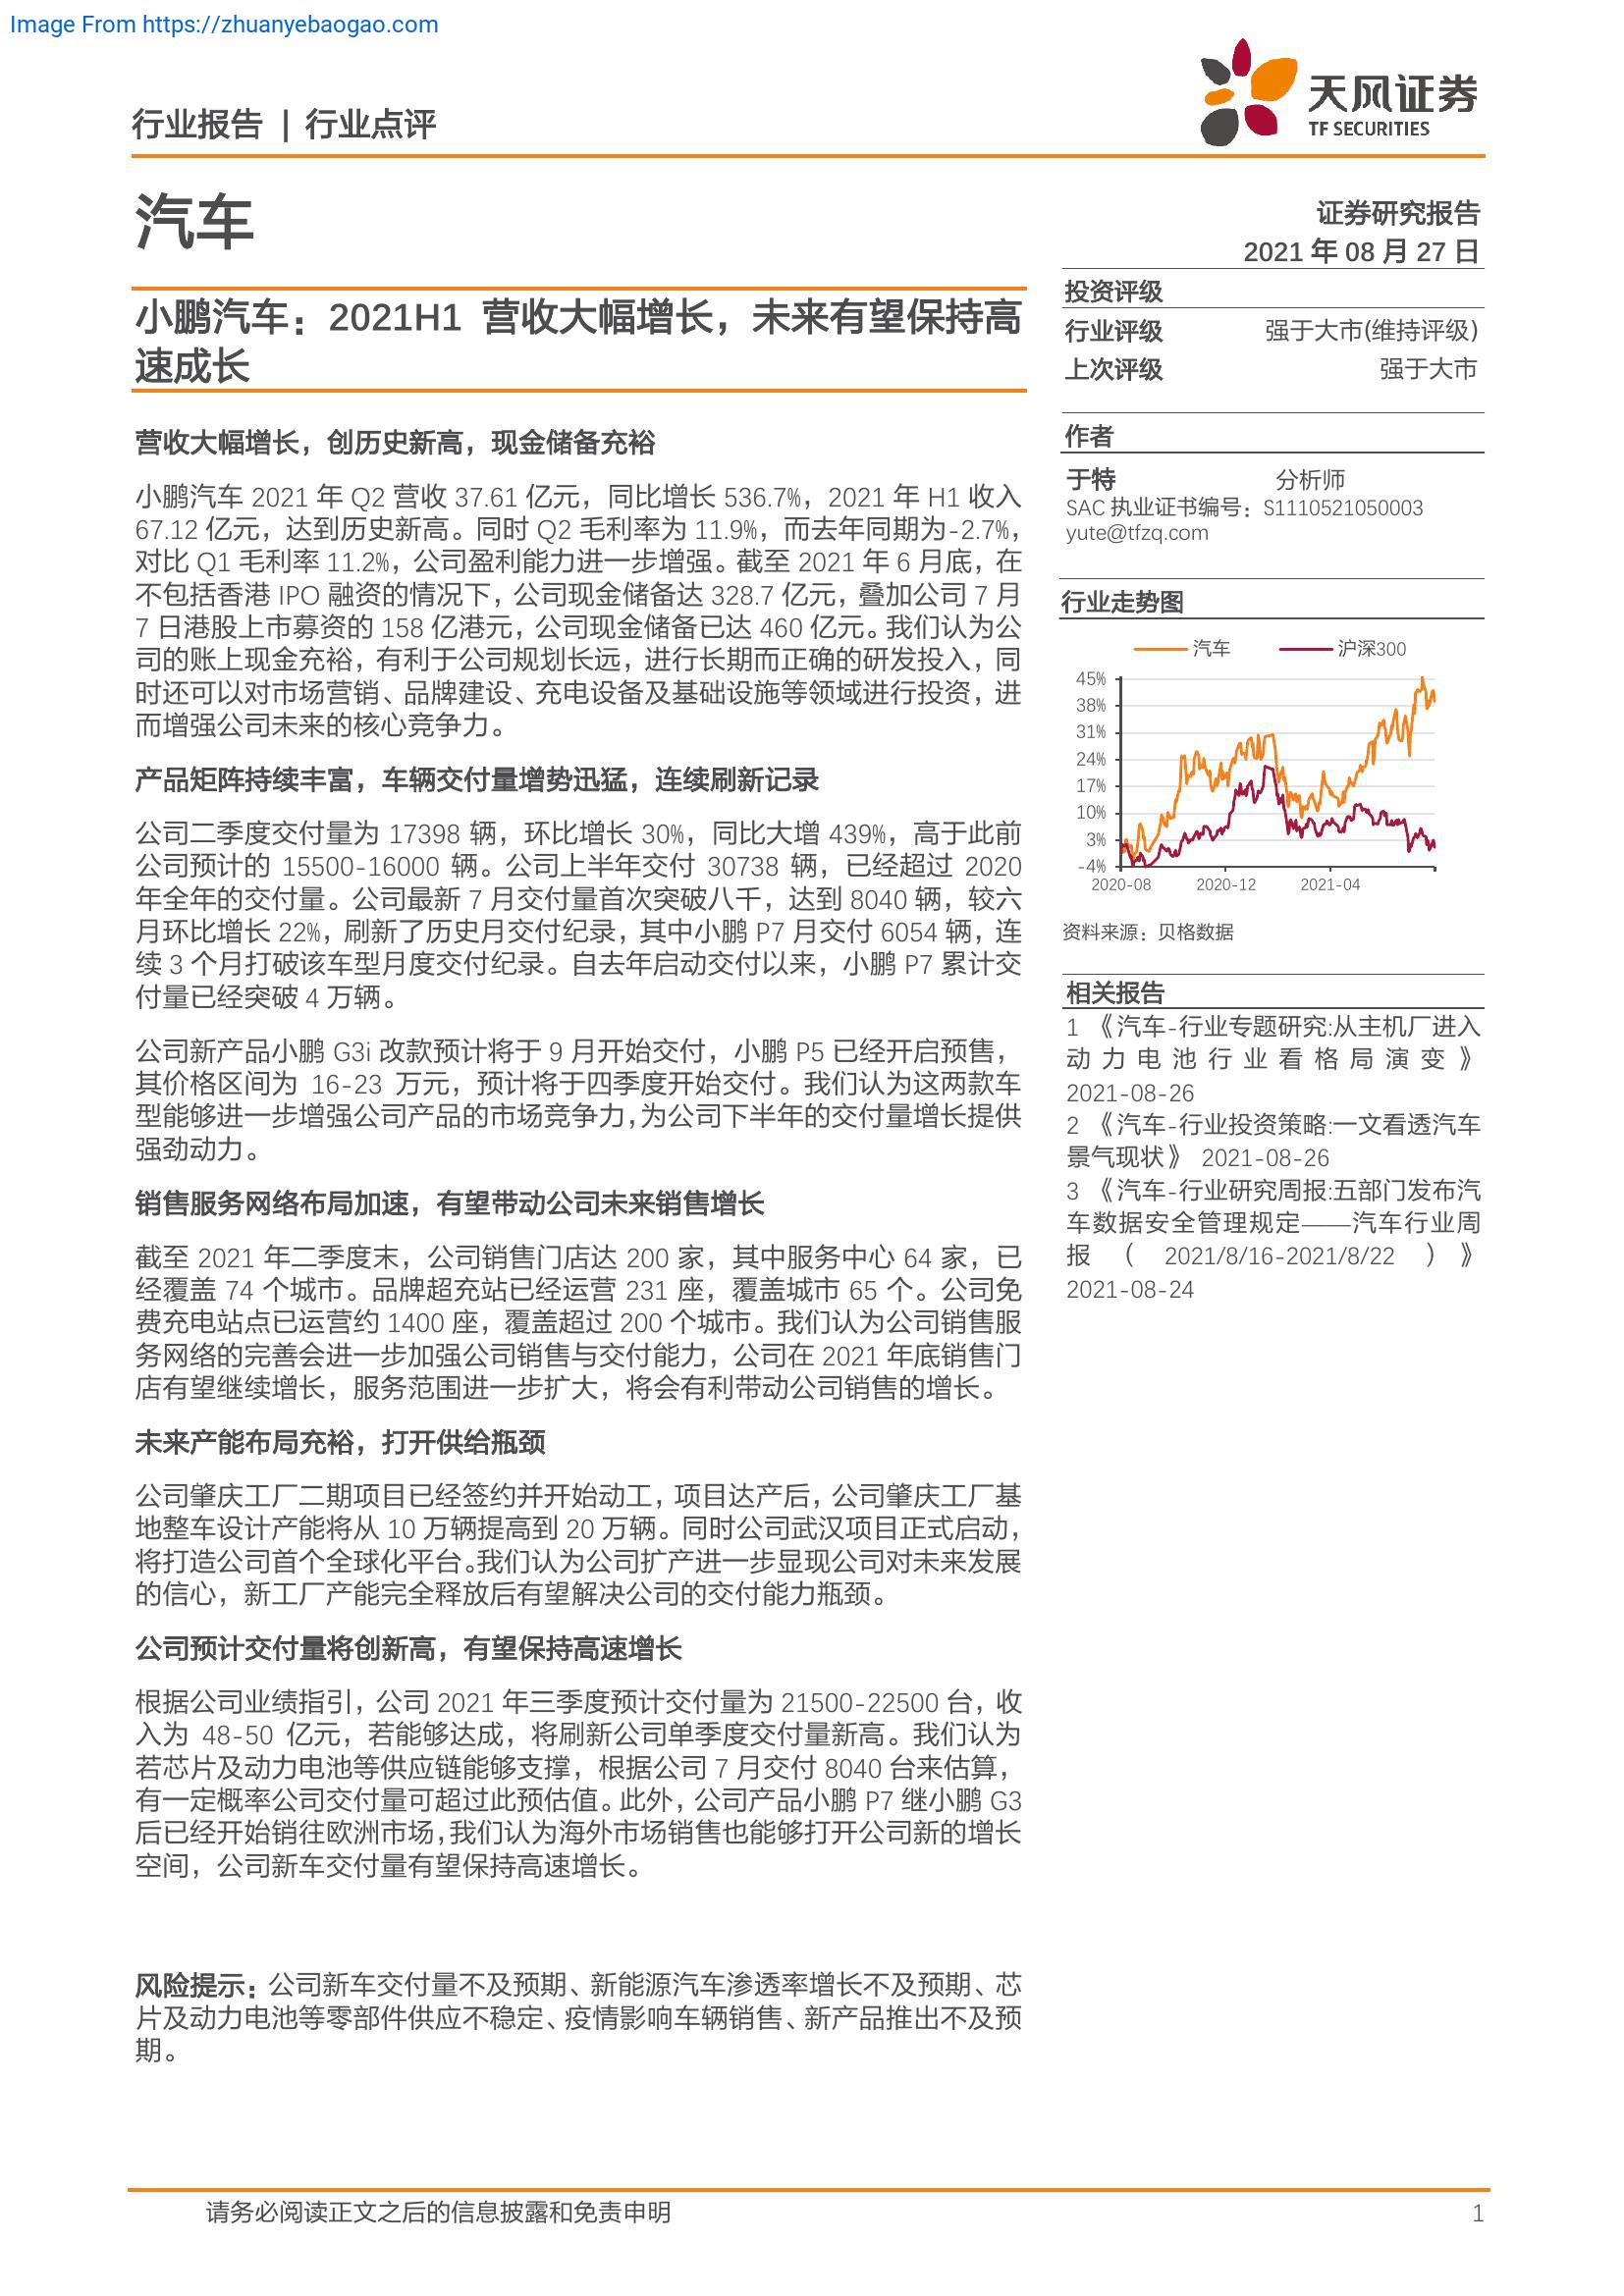 Image From https://zhuanyebaogao.com
行业报告 | 行业点评
天风证券
TF SECURITIES
汽车
证券研究报告
2021 年 08 月 27 日
小鹏汽车：2021H1 营收大幅增长，未来有望保持高
速成长
营收大幅增长，创历史新高，现金储备充裕
小鹏汽车 2021 年 Q2 营收 37.61 亿元，同比增长 536.7%，2021 年 H1 收入
67.12 亿元，达到历史新高。同时 Q2 毛利率为 11.9%，而去年同期为-2.7%，
对比 Q1 毛利率 11.2%，公司盈利能力进一步增强。截至 2021 年 6 月底，在
不包括香港 IPO 融资的情况下，公司现金储备达 328.7 亿元，叠加公司 7 月
7 日港股上市募资的 158 亿港元，公司现金储备已达 460 亿元。我们认为公
司的账上现金充裕，有利于公司规划长远，进行长期而正确的研发投入，同
时还可以对市场营销、品牌建设、充电设备及基础设施等领域进行投资，进
而增强公司未来的核心竞争力。
产品矩阵持续丰富，车辆交付量增势迅猛，连续刷新记录
公司二季度交付量为 17398 辆，环比增长 30%，同比大增 439%，高于此前
公司预计的 15500-16000 辆。公司上半年交付 30738 辆，已经超过 2020
年全年的交付量。公司最新 7 月交付量首次突破八千，达到 8040 辆，较六
月环比增长 22%，刷新了历史月交付纪录，其中小鹏 P7 月交付 6054 辆，连
续 3 个月打破该车型月度交付纪录。自去年启动交付以来，小鹏 P7 累计交
付量已经突破 4 万辆。
公司新产品小鹏 G3i 改款预计将于 9 月开始交付，小鹏 P5 已经开启预售，
其价格区间为 16-23 万元，预计将于四季度开始交付。我们认为这两款车
型能够进一步增强公司产品的市场竞争力，为公司下半年的交付量增长提供
强劲动力。
销售服务网络布局加速，有望带动公司未来销售增长
截至 2021 年二季度末，公司销售门店达 200 家，其中服务中心 64 家，已
经覆盖 74 个城市。品牌超充站已经运营 231 座，覆盖城市 65 个。公司免
费充电站点已运营约 1400 座，覆盖超过 200 个城市。我们认为公司销售服
务网络的完善会进一步加强公司销售与交付能力，公司在 2021 年底销售门
店有望继续增长，服务范围进一步扩大，将会有利带动公司销售的增长。
未来产能布局充裕，打开供给瓶颈
公司肇庆工厂二期项目已经签约并开始动工，项目达产后，公司肇庆工厂基
地整车设计产能将从 10 万辆提高到 20 万辆。同时公司武汉项目正式启动，
将打造公司首个全球化平台。我们认为公司扩产进一步显现公司对未来发展
的信心，新工厂产能完全释放后有望解决公司的交付能力瓶颈。
公司预计交付量将创新高，有望保持高速增长
根据公司业绩指引，公司 2021 年三季度预计交付量为 21500-22500 台，收
入为 48-50 亿元，若能够达成，将刷新公司单季度交付量新高。我们认为
若芯片及动力电池等供应链能够支撑，根据公司 7 月交付 8040 台来估算，
有一定概率公司交付量可超过此预估值。此外，公司产品小鹏 P7 继小鹏 G3
后已经开始销往欧洲市场，我们认为海外市场销售也能够打开公司新的增长
空间，公司新车交付量有望保持高速增长。
风险提示：公司新车交付量不及预期、新能源汽车渗透率增长不及预期、芯
片及动力电池等零部件供应不稳定、疫情影响车辆销售、新产品推出不及预
期。
投资评级
行业评级 强于大市(维持评级)
上次评级 强于大市
作者
于特 分析师
SAC 执业证书编号：S1110521050003
yute@tfzq.com
行业走势图
汽车 沪深300
45%
38%
31%
24%
17%
10%
3%
-4%
2020-08 2020-12 2021-04
资料来源：贝格数据
相关报告
1 《汽车-行业专题研究:从主机厂进入
动力电池行业看格局演变》
2021-08-26
2 《汽车-行业投资策略:一文看透汽车
景气现状》 2021-08-26
3 《汽车-行业研究周报:五部门发布汽
车数据安全管理规定——汽车行业周
报（2021/8/16-2021/8/22）》
2021-08-24
请务必阅读正文之后的信息披露和免责申明 1